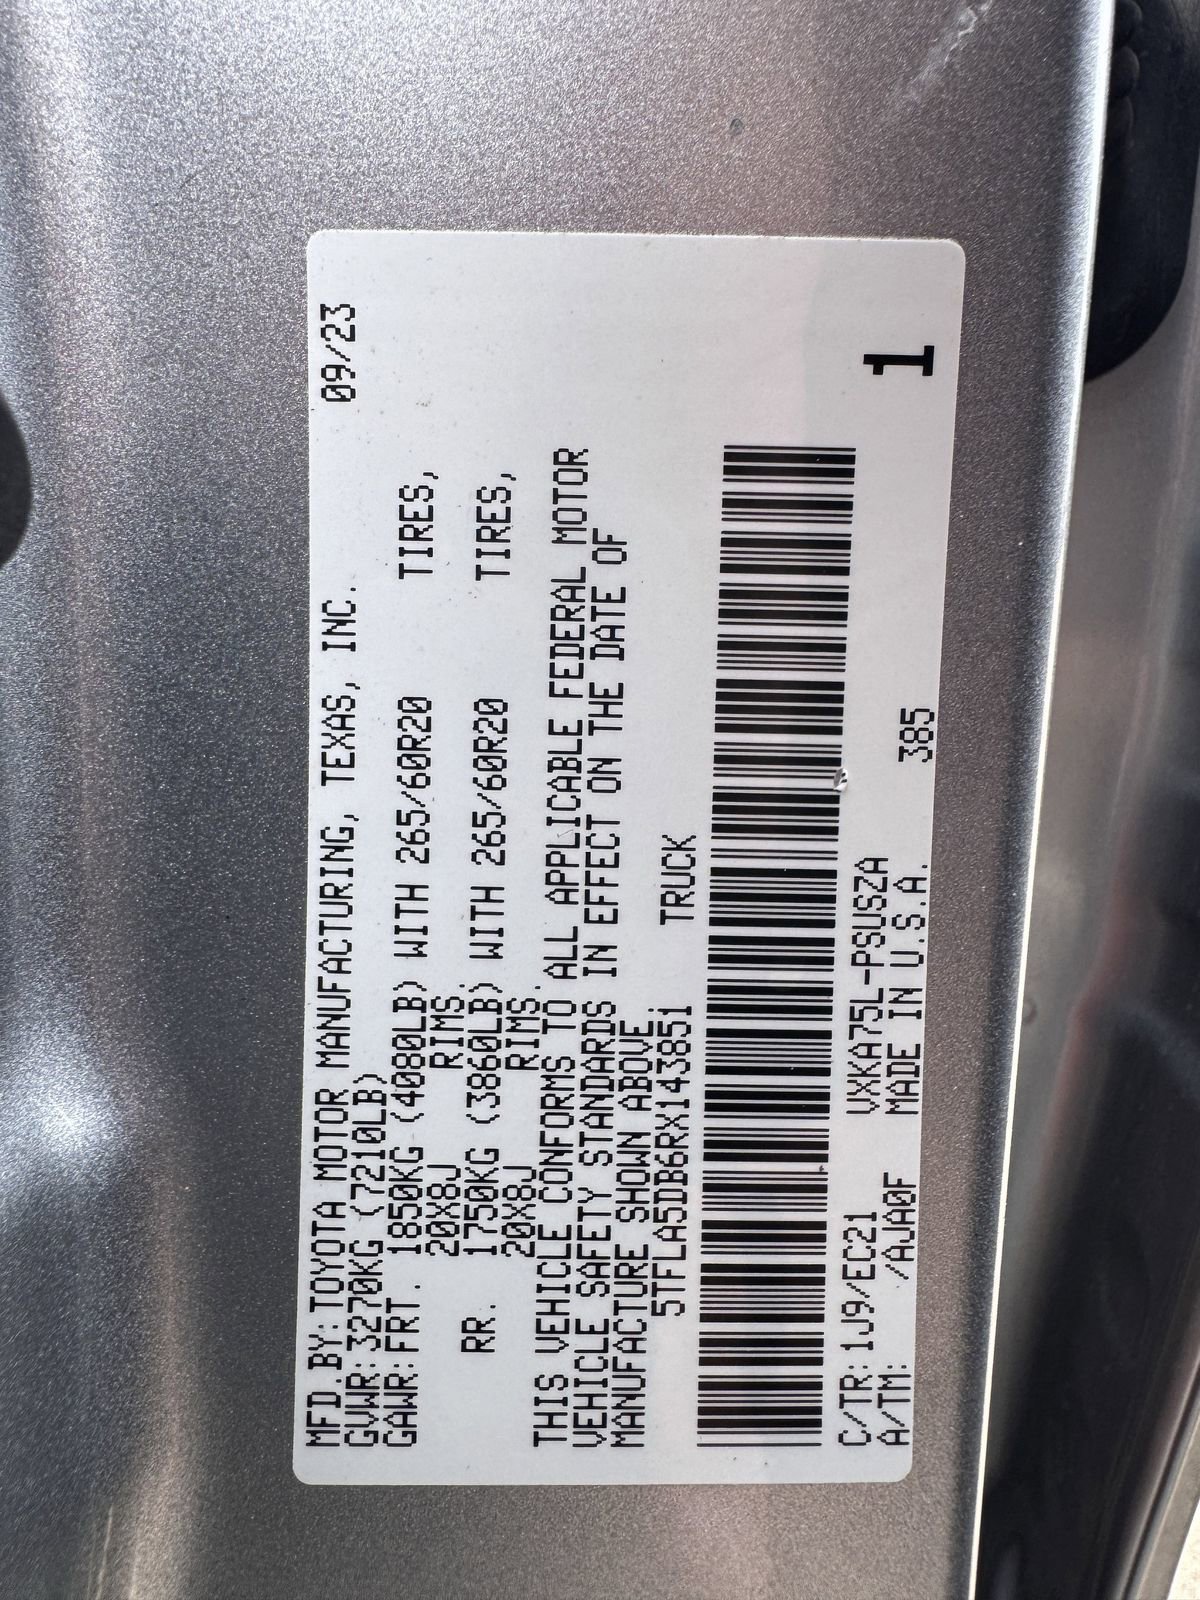 MFD.BY:TOYOTA MOTOR MANUFACTURING, TEXAS, INC. 09/23
GVWR:3270KG (7210LB)
GAWR:FRT. 1850KG (4080LB) WITH 265/60R20 TIRES,
20X8J RIMS.
RR. 1750KG (3860LB) WITH 265/60R20 TIRES,
20X8J RIMS.
THIS VEHICLE CONFORMS TO ALL APPLICABLE FEDERAL MOTOR
VEHICLE SAFETY STANDARDS IN EFFECT ON THE DATE OF
MANUFACTURE SHOWN ABOVE.
5TFLA5DB6RX143851 TRUCK
C/TR:1J9/EC21 VXKA75L-PSUSZA
A/TM: /AJA0F MADE IN U.S.A. 385
1